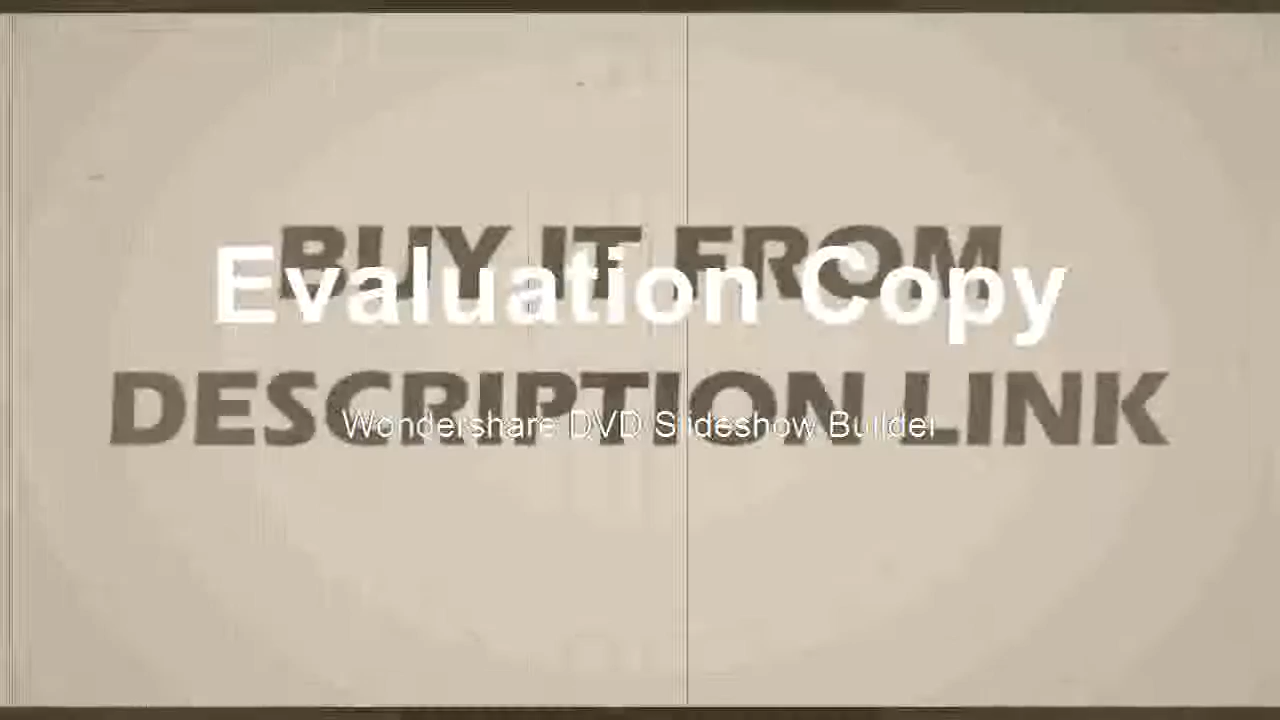 BUY IT FROM
Evaluation Copy
DESCRIPTION LINK
Wondershare DVD Slideshow Builder